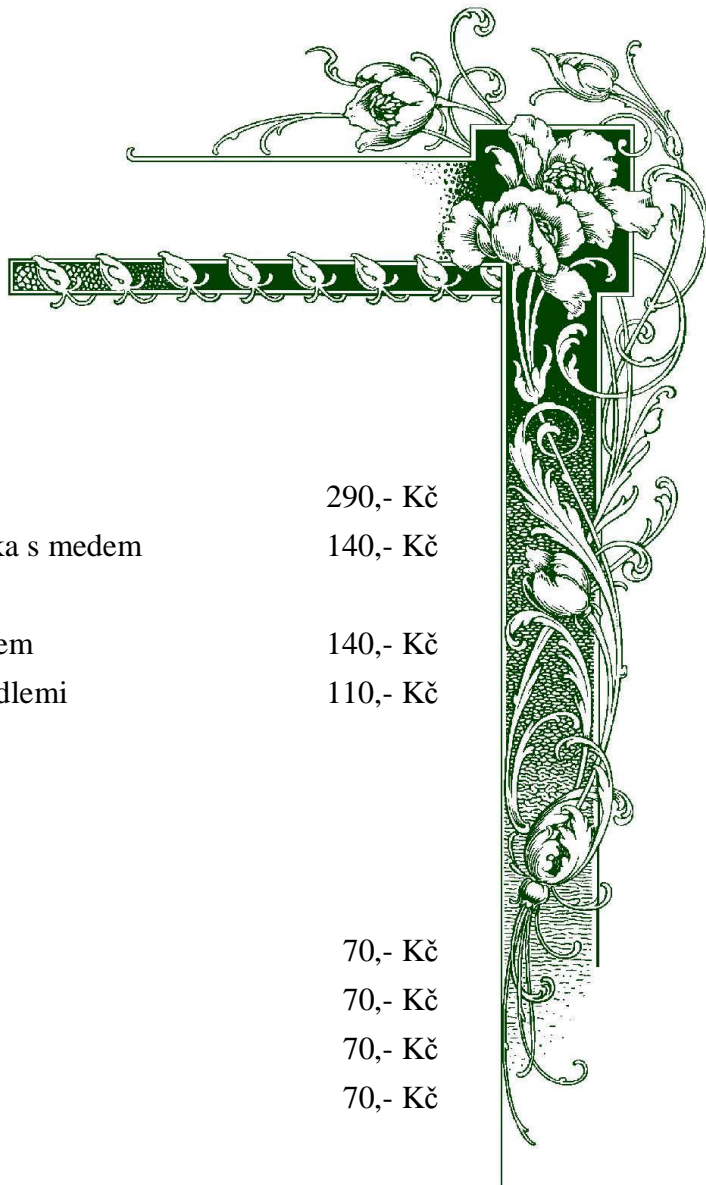 290,- Kč
ka s medem 140,- Kč
em 140,- Kč
dlemi 110,- Kč
70,- Kč
70,- Kč
70,- Kč
70,- Kč